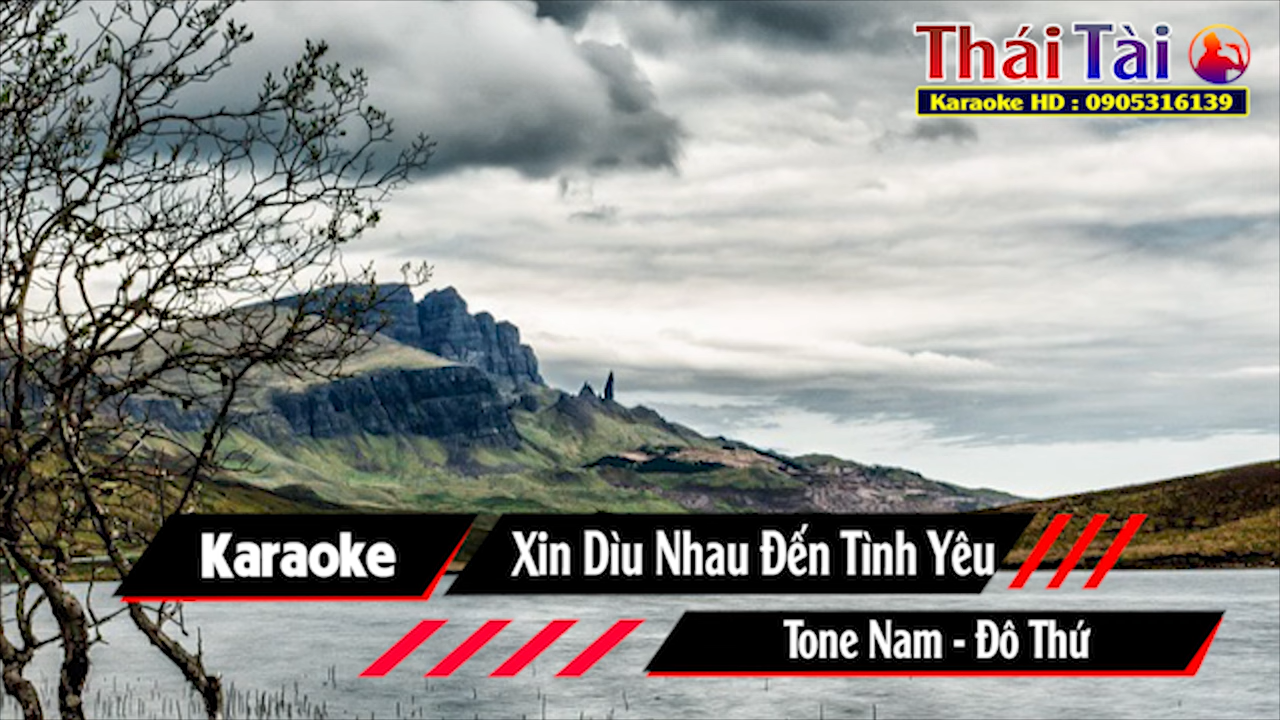 Thái Tài
Karaoke HD : 0905316139
Karaoke
Xin Dìu Nhau Đến Tình Yêu
Tone Nam - Đô Thứ